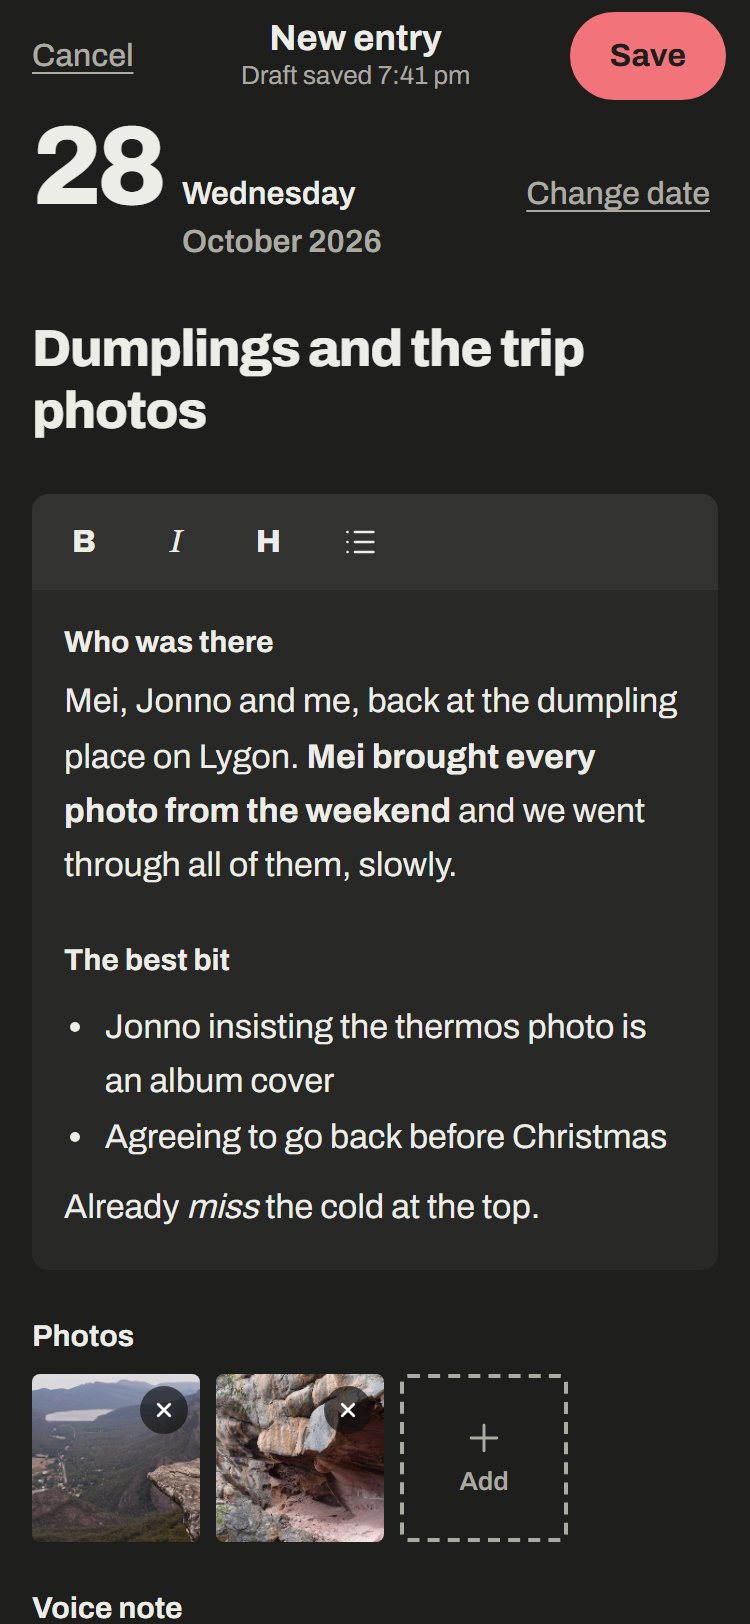 Cancel
New entry
Draft saved 7:41 pm
Save
28
Wednesday
October 2026
Change date
Dumplings and the trip
photos
B
I
H
Who was there
Mei, Jonno and me, back at the dumpling
place on Lygon. Mei brought every
photo from the weekend and we went
through all of them, slowly.
The best bit
• Jonno insisting the thermos photo is
an album cover
• Agreeing to go back before Christmas
Already miss the cold at the top.
Photos
Add
Voice note